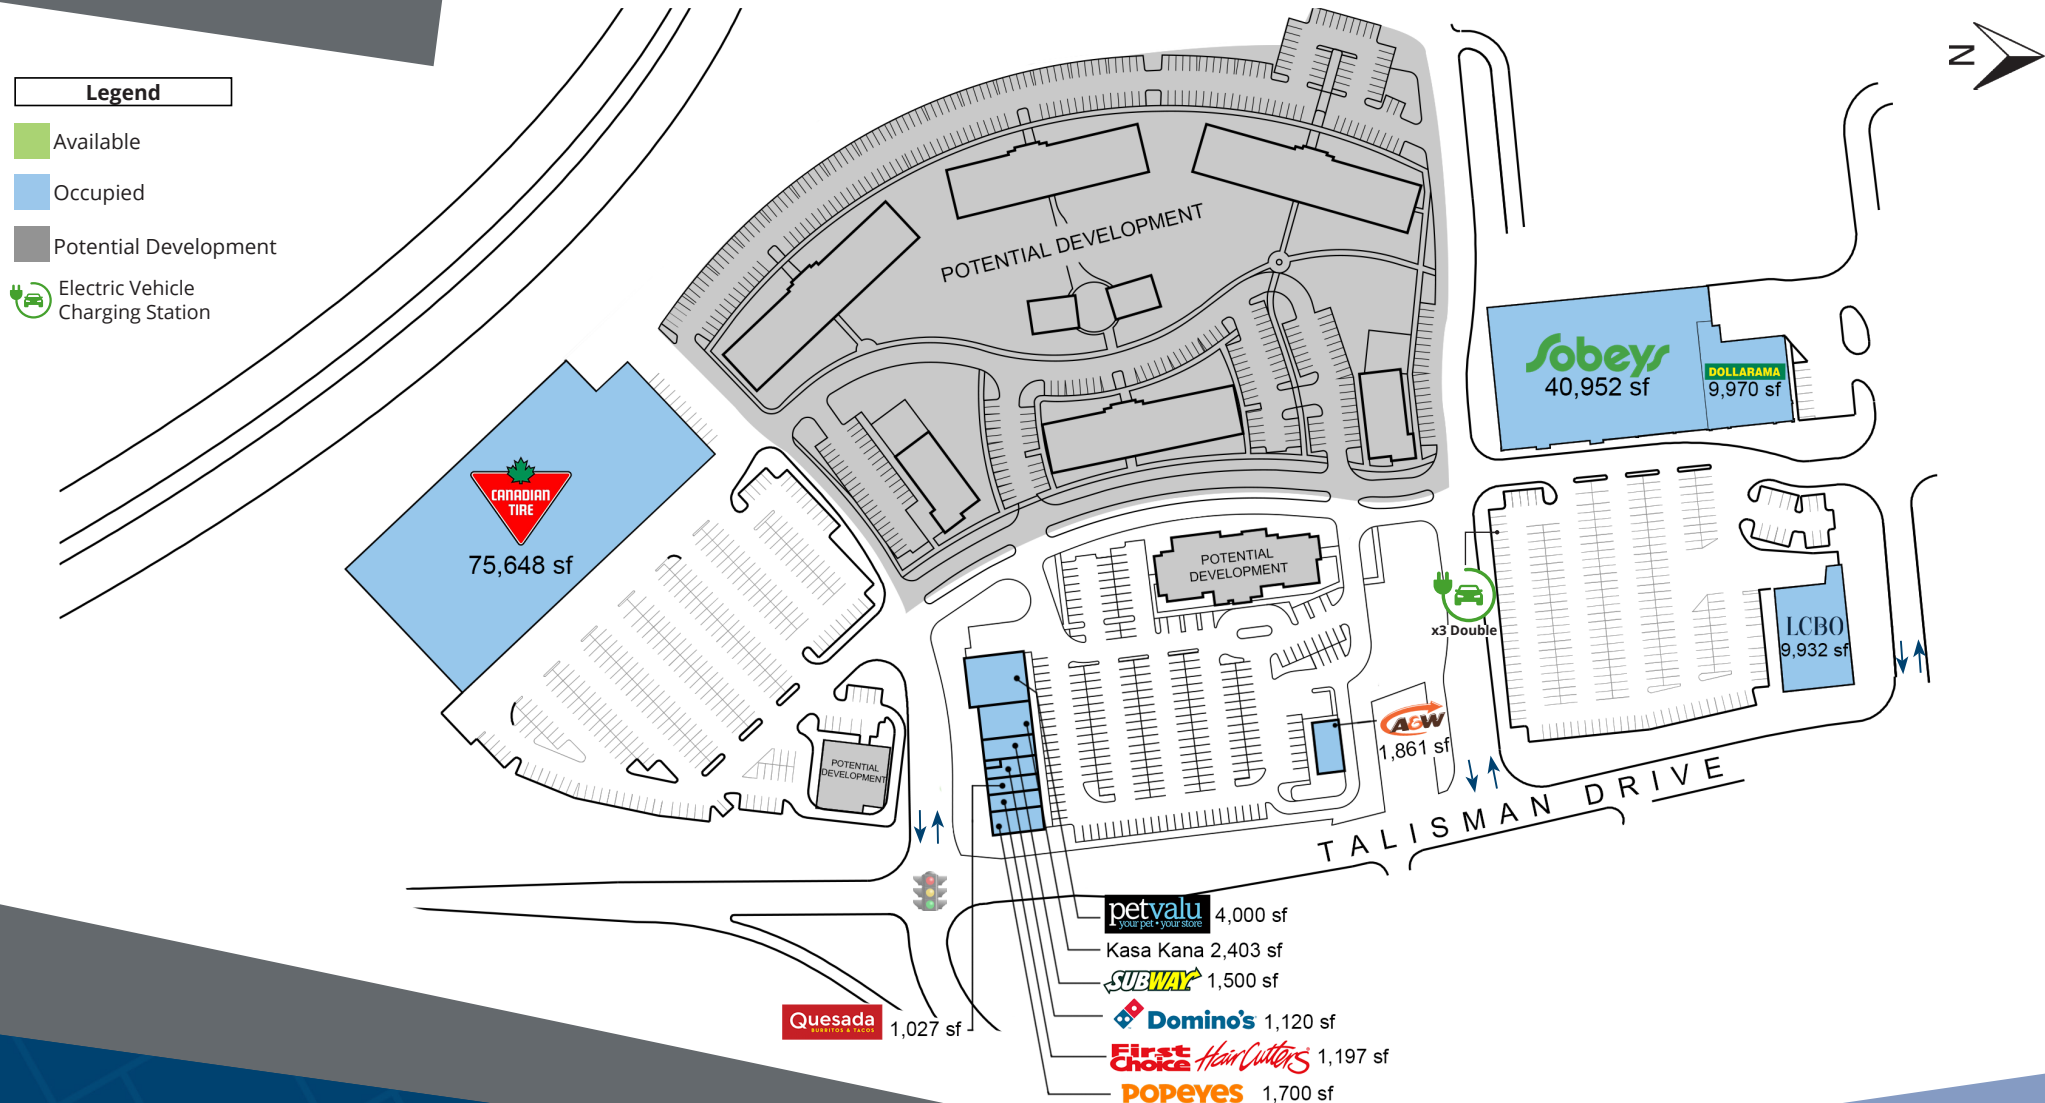 Legend
Available
Occupied
Potential Development
Electric Vehicle
Charging Station
N
POTENTIAL DEVELOPMENT
Sobeys
40,952 sf
DOLLARAMA
9,970 sf
CANADIAN
TIRE
75,648 sf
POTENTIAL
DEVELOPMENT
x3 Double
LCBO
9,932 sf
A&W
1,861 sf
POTENTIAL
DEVELOPMENT
TALISMAN DRIVE
petvalu
your pet • your store
4,000 sf
Kasa Kana 2,403 sf
SUBWAY 1,500 sf
Domino's 1,120 sf
Quesada
BURRITOS & TACOS
1,027 sf
First
Choice HairCutters 1,197 sf
POPEYES 1,700 sf